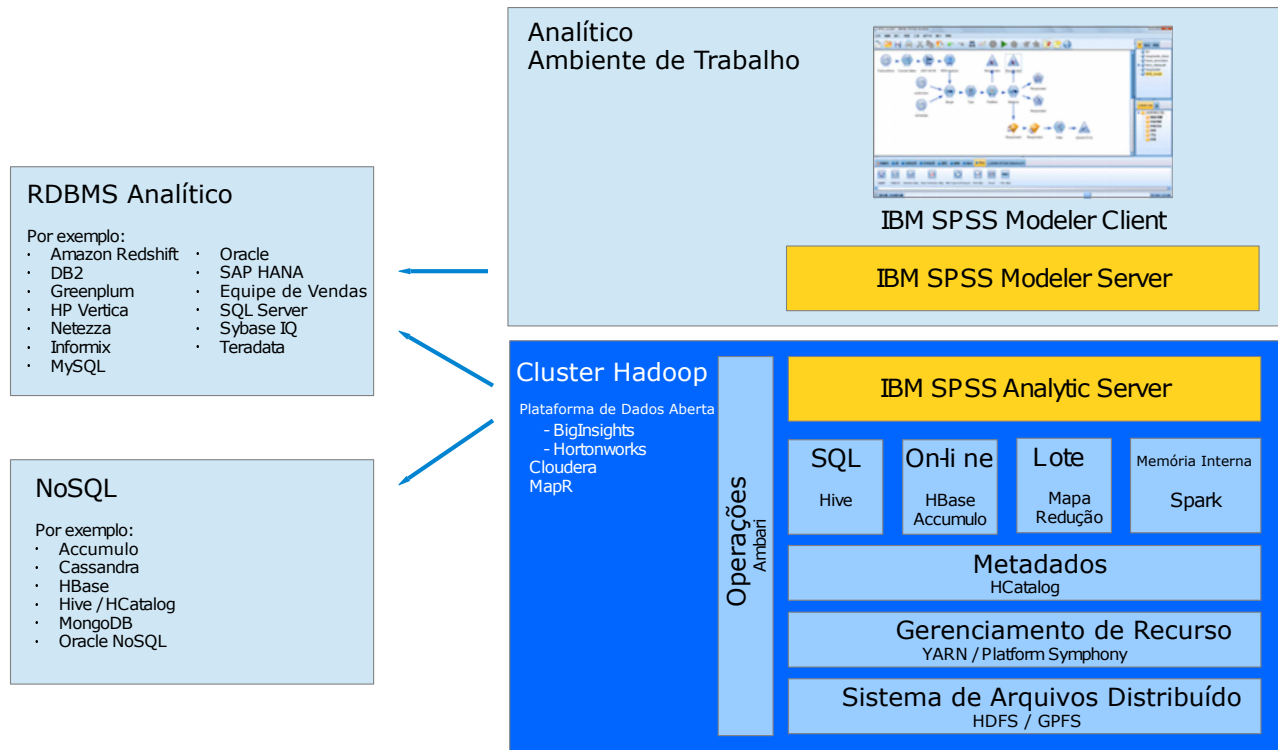 Analítico
Ambiente de Trabalho
IBM SPSS Modeler Client
IBM SPSS Modeler Server
RDBMS Analítico
Por exemplo:
· Amazon Redshift
· DB2
· Greenplum
· HP Vertica
· Netezza
· Informix
· MySQL
· Oracle
· SAP HANA
· Equipe de Vendas
· SQL Server
· Sybase IQ
· Teradata
NoSQL
Por exemplo:
· Accumulo
· Cassandra
· HBase
· Hive / HCatalog
· MongoDB
· Oracle NoSQL
Cluster Hadoop
Plataforma de Dados Aberta
- BigInsights
- Hortonworks
Cloudera
MapR
Operações
Ambari
IBM SPSS Analytic Server
SQL
Hive
On-li ne
HBase
Accumulo
Lote
Mapa
Redução
Memória Interna
Spark
Metadados
HCatalog
Gerenciamento de Recurso
YARN / Platform Symphony
Sistema de Arquivos Distribuído
HDFS / GPFS